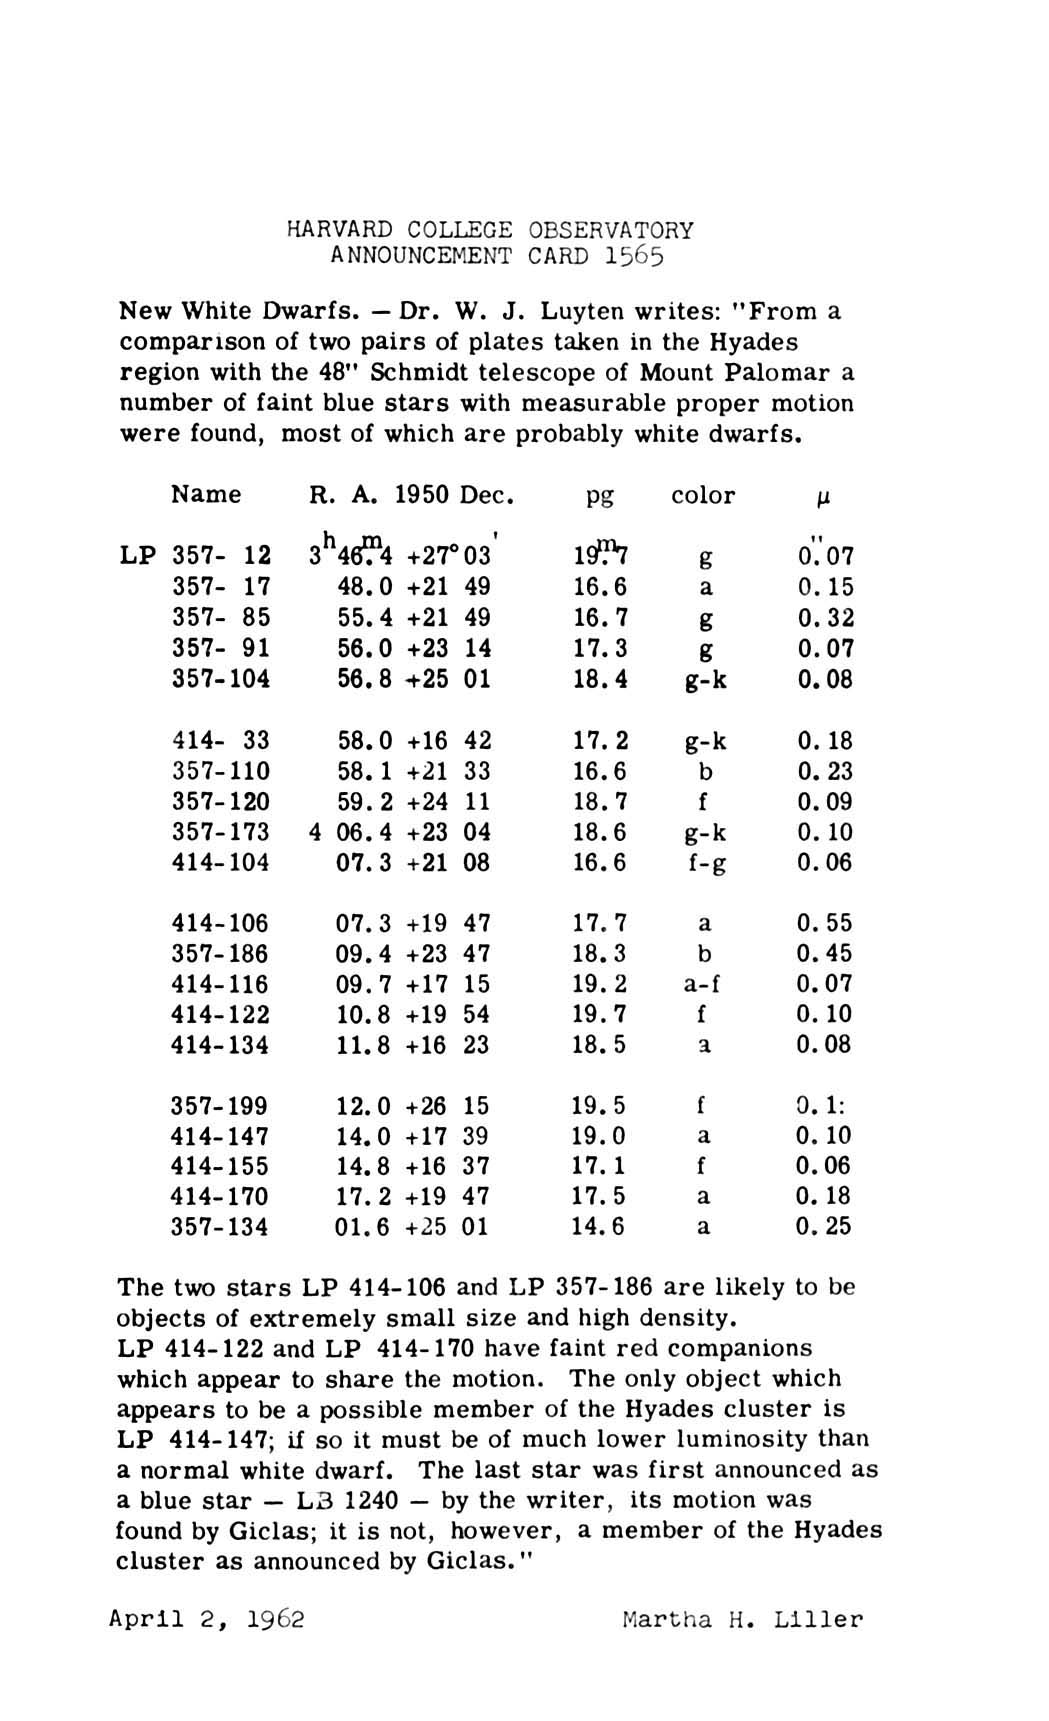 HARVARD COLLEGE OBSERVATORY
ANNOUNCEMENT CARD 1565
New White Dwarfs. — Dr. W. J. Luyten writes: "From a
comparison of two pairs of plates taken in the Hyades
region with the 48" Schmidt telescope of Mount Palomar a
number of faint blue stars with measurable proper motion
were found, most of which are probably white dwarfs.
Name R. A. 1950 Dec. pg color μ
LP 357- 12 3ʰ46ᵐ.4 +27°03' 19ᵐ.7 g 0".07
357- 17 48.0 +21 49 16.6 a 0.15
357- 85 55.4 +21 49 16.7 g 0.32
357- 91 56.0 +23 14 17.3 g 0.07
357-104 56.8 +25 01 18.4 g-k 0.08
414- 33 58.0 +16 42 17.2 g-k 0.18
357-110 58.1 +21 33 16.6 b 0.23
357-120 59.2 +24 11 18.7 f 0.09
357-173 4 06.4 +23 04 18.6 g-k 0.10
414-104 07.3 +21 08 16.6 f-g 0.06
414-106 07.3 +19 47 17.7 a 0.55
357-186 09.4 +23 47 18.3 b 0.45
414-116 09.7 +17 15 19.2 a-f 0.07
414-122 10.8 +19 54 19.7 f 0.10
414-134 11.8 +16 23 18.5 a 0.08
357-199 12.0 +26 15 19.5 f 0.1:
414-147 14.0 +17 39 19.0 a 0.10
414-155 14.8 +16 37 17.1 f 0.06
414-170 17.2 +19 47 17.5 a 0.18
357-134 01.6 +25 01 14.6 a 0.25
The two stars LP 414-106 and LP 357-186 are likely to be
objects of extremely small size and high density.
LP 414-122 and LP 414-170 have faint red companions
which appear to share the motion. The only object which
appears to be a possible member of the Hyades cluster is
LP 414-147; if so it must be of much lower luminosity than
a normal white dwarf. The last star was first announced as
a blue star — LB 1240 — by the writer, its motion was
found by Giclas; it is not, however, a member of the Hyades
cluster as announced by Giclas."
April 2, 1962 Martha H. Liller